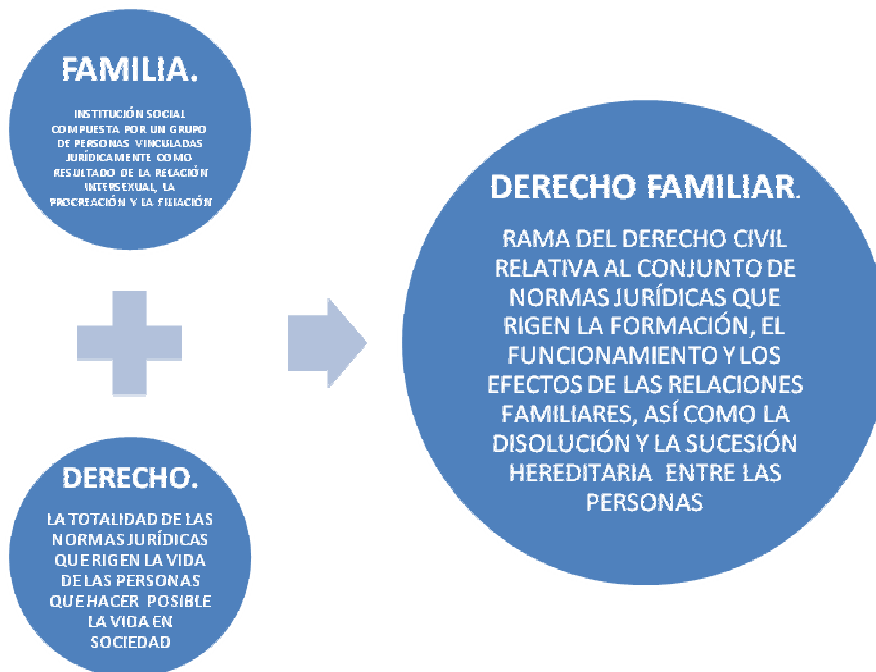 FAMILIA.
INSTITUCIÓN SOCIAL
COMPUESTA POR UN GRUPO
DE PERSONAS VINCULADAS
JURÍDICAMENTE COMO
RESULTADO DE LA RELACIÓN
INTERSEXUAL, LA
PROCREACIÓN Y LA FILIACIÓN
DERECHO.
LA TOTALIDAD DE LAS
NORMAS JURÍDICAS
QUE RIGEN LA VIDA
DE LAS PERSONAS
QUE HACER POSIBLE
LA VIDA EN
SOCIEDAD
DERECHO FAMILIAR.
RAMA DEL DERECHO CIVIL
RELATIVA AL CONJUNTO DE
NORMAS JURÍDICAS QUE
RIGEN LA FORMACIÓN, EL
FUNCIONAMIENTO Y LOS
EFECTOS DE LAS RELACIONES
FAMILIARES, ASÍ COMO LA
DISOLUCIÓN Y LA SUCESIÓN
HEREDITARIA ENTRE LAS
PERSONAS